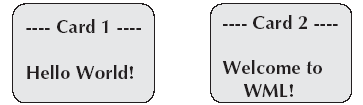 ---- Card 1 ----
Hello World!
---- Card 2 ----
Welcome to
WML!